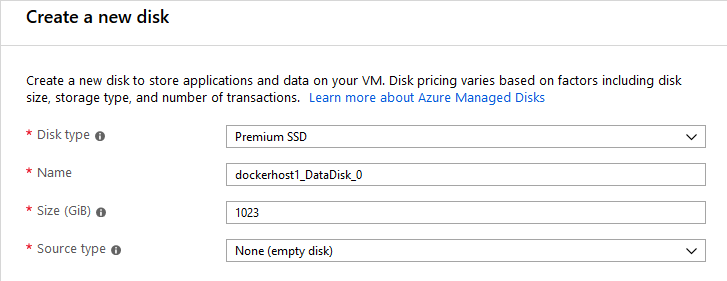 Create a new disk
Create a new disk to store applications and data on your VM. Disk pricing varies based on factors including disk
size, storage type, and number of transactions. Learn more about Azure Managed Disks
* Disk type Premium SSD
* Name dockerhost1_DataDisk_0
* Size (GiB) 1023
* Source type None (empty disk)